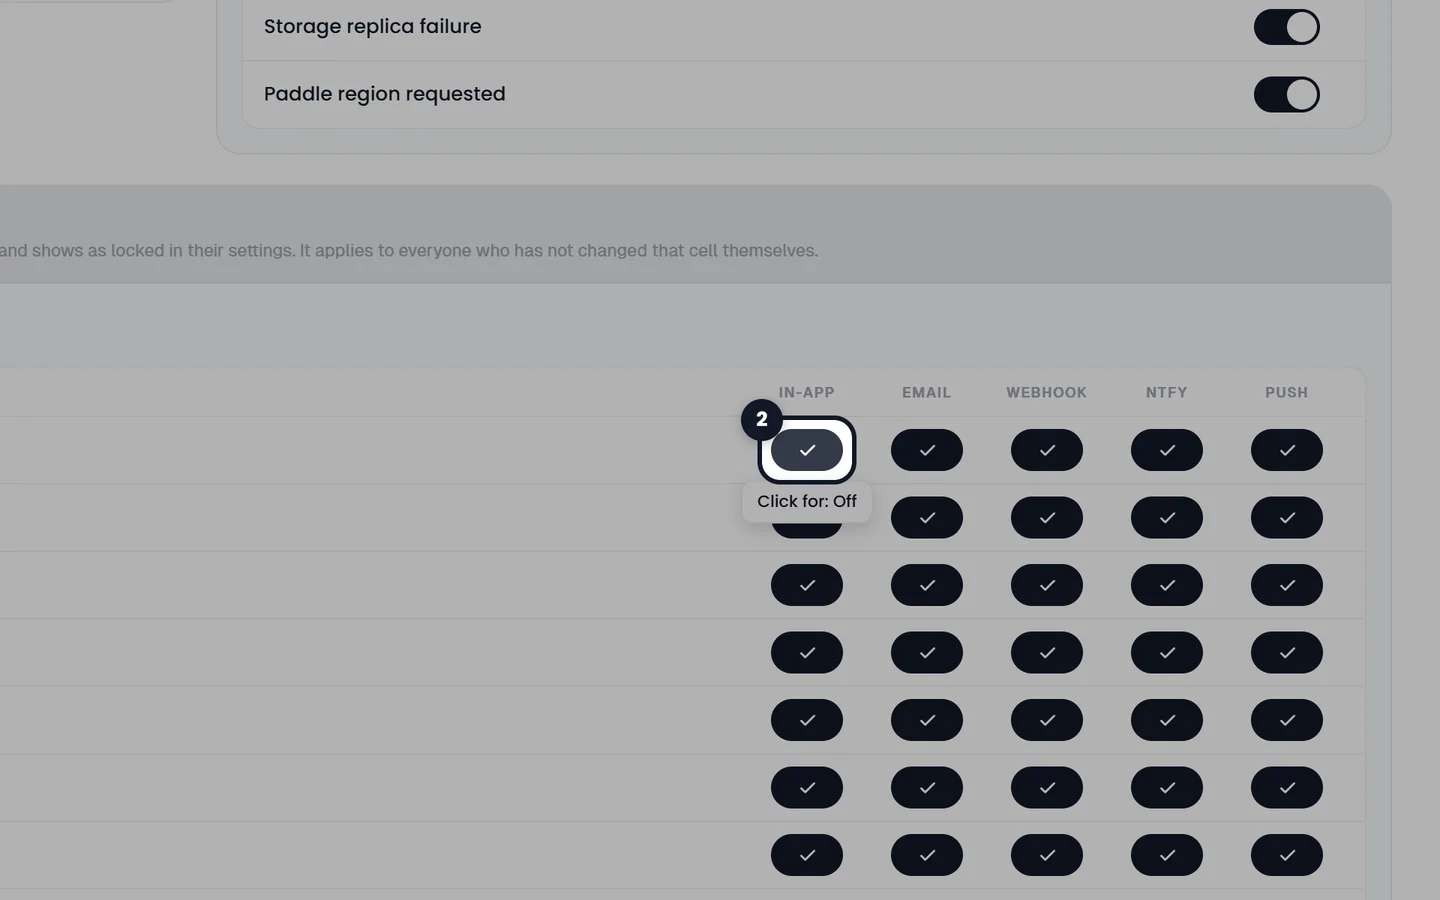 Storage replica failure
Paddle region requested
and shows as locked in their settings. It applies to everyone who has not changed that cell themselves.
IN-APP EMAIL WEBHOOK NTFY PUSH
2
Click for: Off